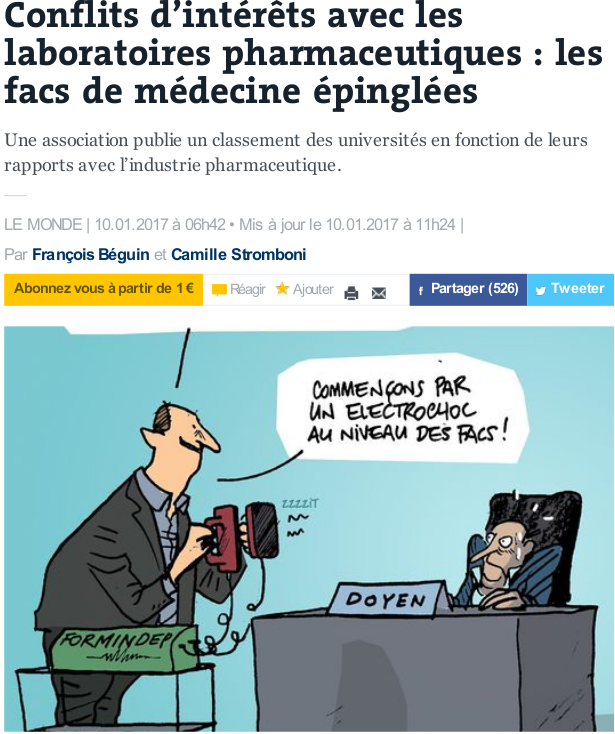 Conflits d’intérêts avec les
laboratoires pharmaceutiques : les
facs de médecine épinglées
Une association publie un classement des universités en fonction de leurs
rapports avec l’industrie pharmaceutique.
LE MONDE | 10.01.2017 à 06h42 • Mis à jour le 10.01.2017 à 11h24 |
Par François Béguin et Camille Stromboni
Abonnez vous à partir de 1 € Réagir Ajouter Partager (526) Tweeter
COMMENÇONS PAR
UN ELECTROCHOC
AU NIVEAU DES FACS !
ZZZZiT
DOYEN
FORMINDEP